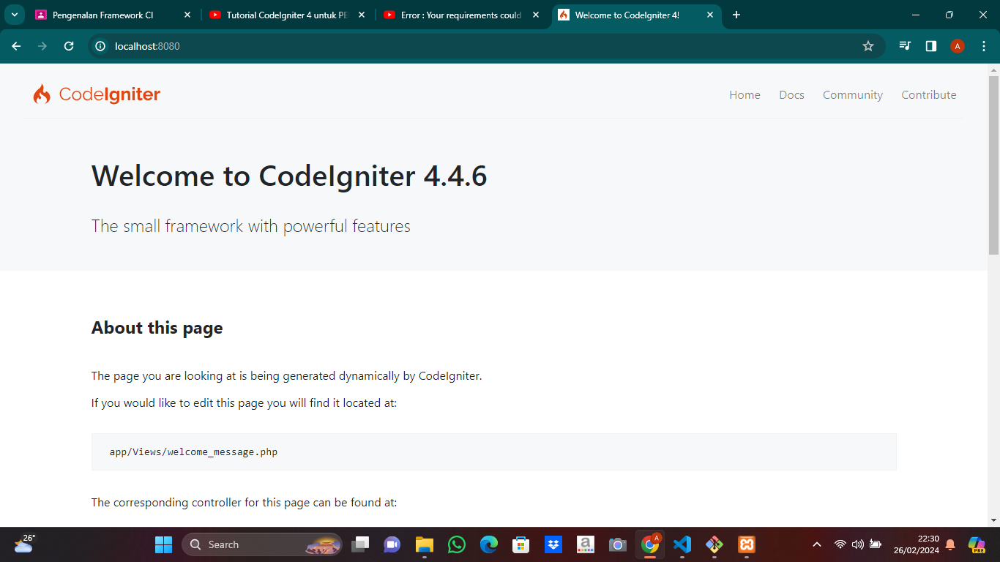 Pengenalan Framework CI
Tutorial CodeIgniter 4 untuk PE
Error : Your requirements could
Welcome to CodeIgniter 4!
localhost:8080
A
CodeIgniter
Home
Docs
Community
Contribute
Welcome to CodeIgniter 4.4.6
The small framework with powerful features
About this page
The page you are looking at is being generated dynamically by CodeIgniter.
If you would like to edit this page you will find it located at:
app/Views/welcome_message.php
The corresponding controller for this page can be found at:
26°
Search
a
A
22:30
26/02/2024
PRE